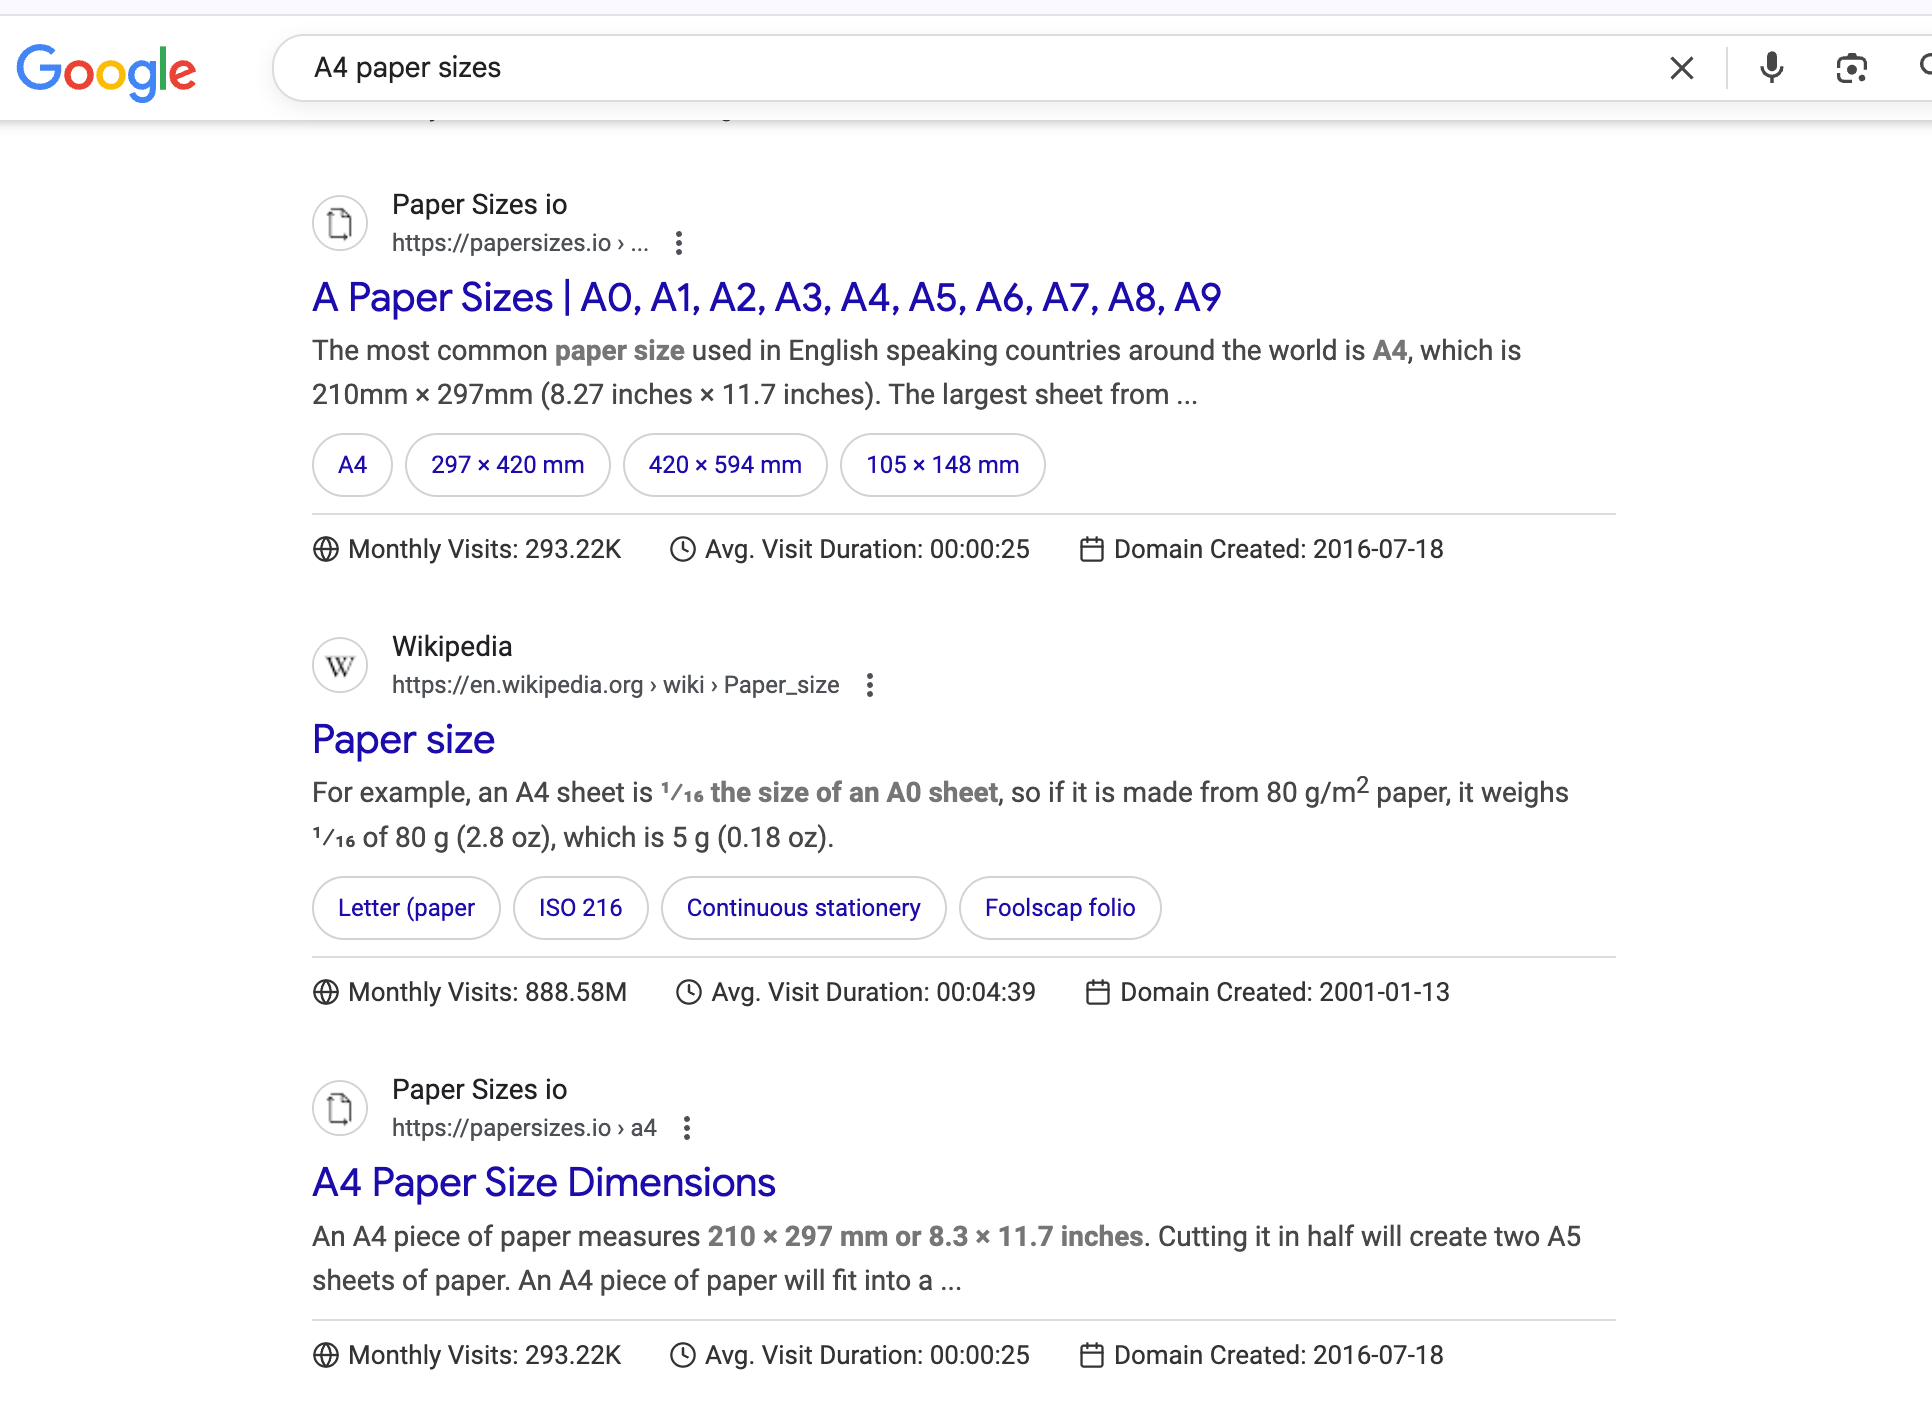 Google
A4 paper sizes
Paper Sizes io
https://papersizes.io › ...
A Paper Sizes | A0, A1, A2, A3, A4, A5, A6, A7, A8, A9
The most common paper size used in English speaking countries around the world is A4, which is
210mm × 297mm (8.27 inches × 11.7 inches). The largest sheet from ...
A4
297 × 420 mm
420 × 594 mm
105 × 148 mm
Monthly Visits: 293.22K
Avg. Visit Duration: 00:00:25
Domain Created: 2016-07-18
W
Wikipedia
https://en.wikipedia.org › wiki › Paper_size
Paper size
For example, an A4 sheet is ¹⁄₁₆ the size of an A0 sheet, so if it is made from 80 g/m² paper, it weighs
¹⁄₁₆ of 80 g (2.8 oz), which is 5 g (0.18 oz).
Letter (paper
ISO 216
Continuous stationery
Foolscap folio
Monthly Visits: 888.58M
Avg. Visit Duration: 00:04:39
Domain Created: 2001-01-13
Paper Sizes io
https://papersizes.io › a4
A4 Paper Size Dimensions
An A4 piece of paper measures 210 × 297 mm or 8.3 × 11.7 inches. Cutting it in half will create two A5
sheets of paper. An A4 piece of paper will fit into a ...
Monthly Visits: 293.22K
Avg. Visit Duration: 00:00:25
Domain Created: 2016-07-18